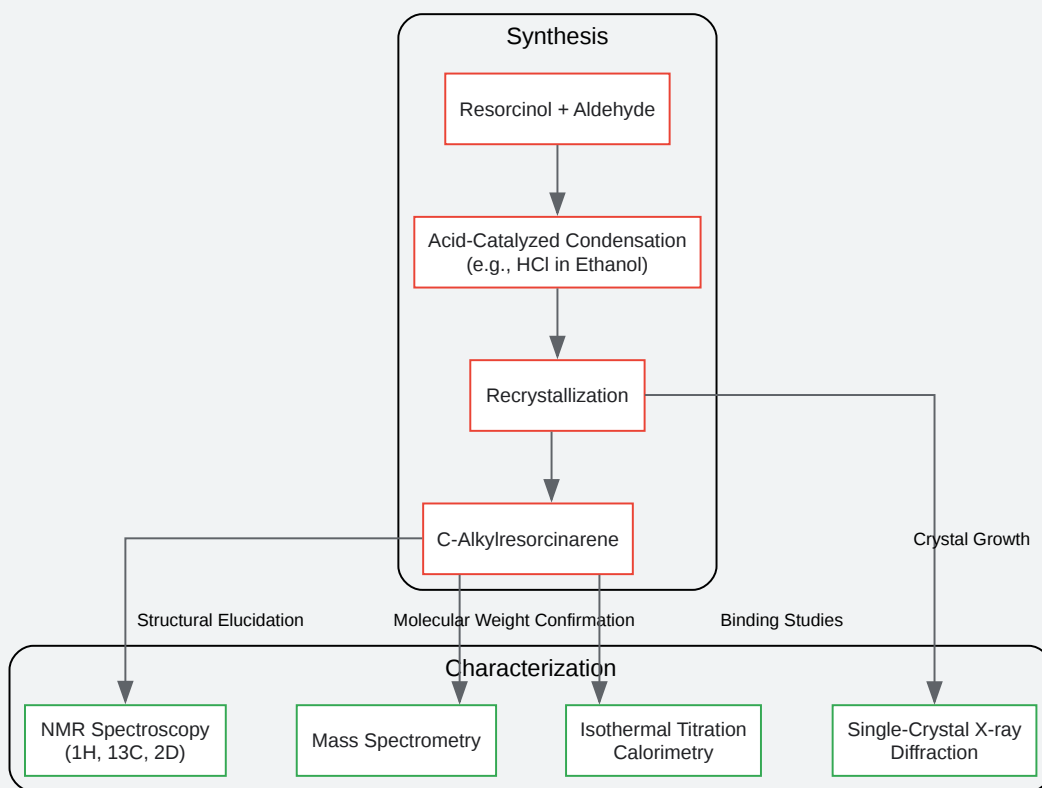 Synthesis
Resorcinol + Aldehyde
Acid-Catalyzed Condensation
(e.g., HCl in Ethanol)
Recrystallization
C-Alkylresorcinarene
Crystal Growth
Structural Elucidation
Molecular Weight Confirmation
Binding Studies
Characterization
NMR Spectroscopy
(1H, 13C, 2D)
Mass Spectrometry
Isothermal Titration
Calorimetry
Single-Crystal X-ray
Diffraction